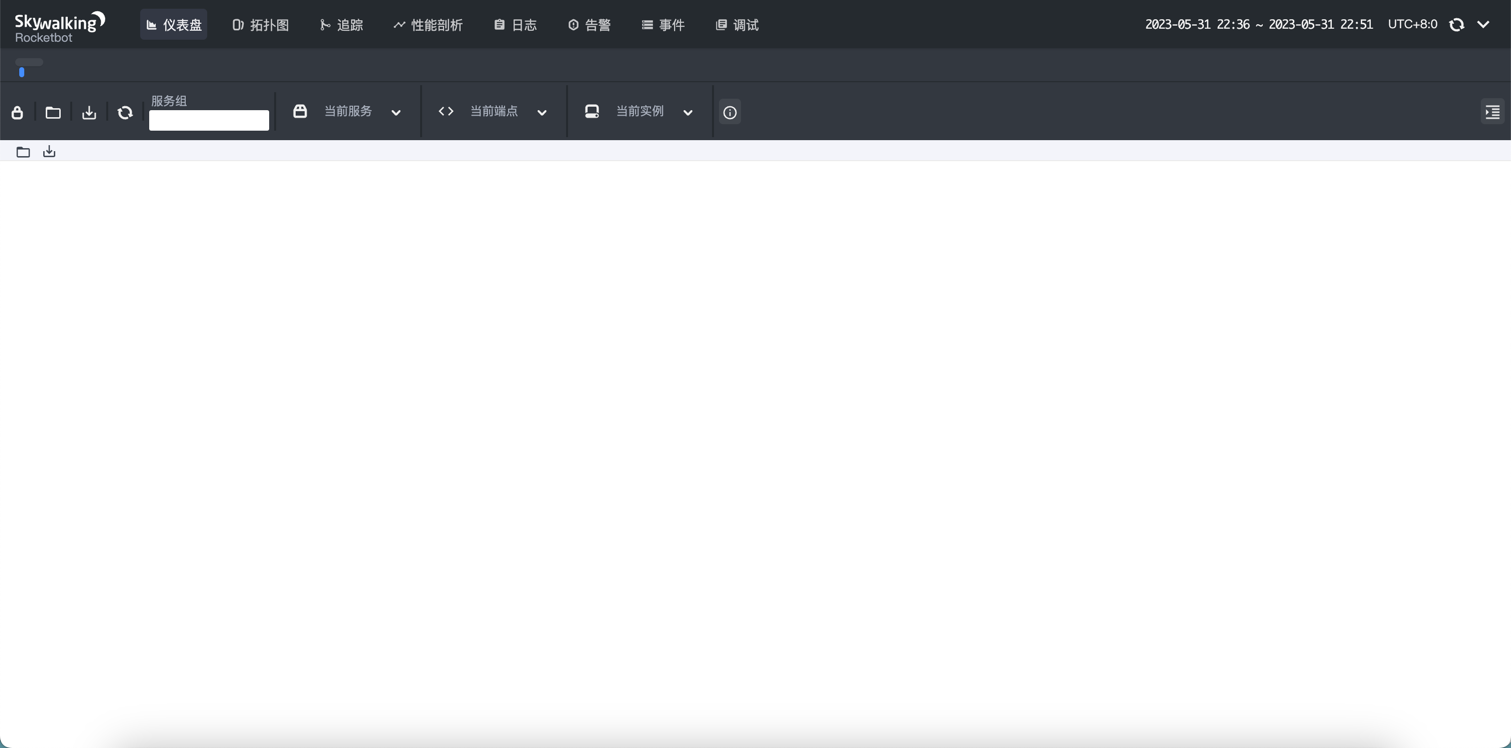 Skywalking
Rocketbot
仪表盘 拓扑图 追踪 性能剖析 日志 告警 事件 调试
2023-05-31 22:36 ~ 2023-05-31 22:51 UTC+8:0
服务组
当前服务 当前端点 当前实例